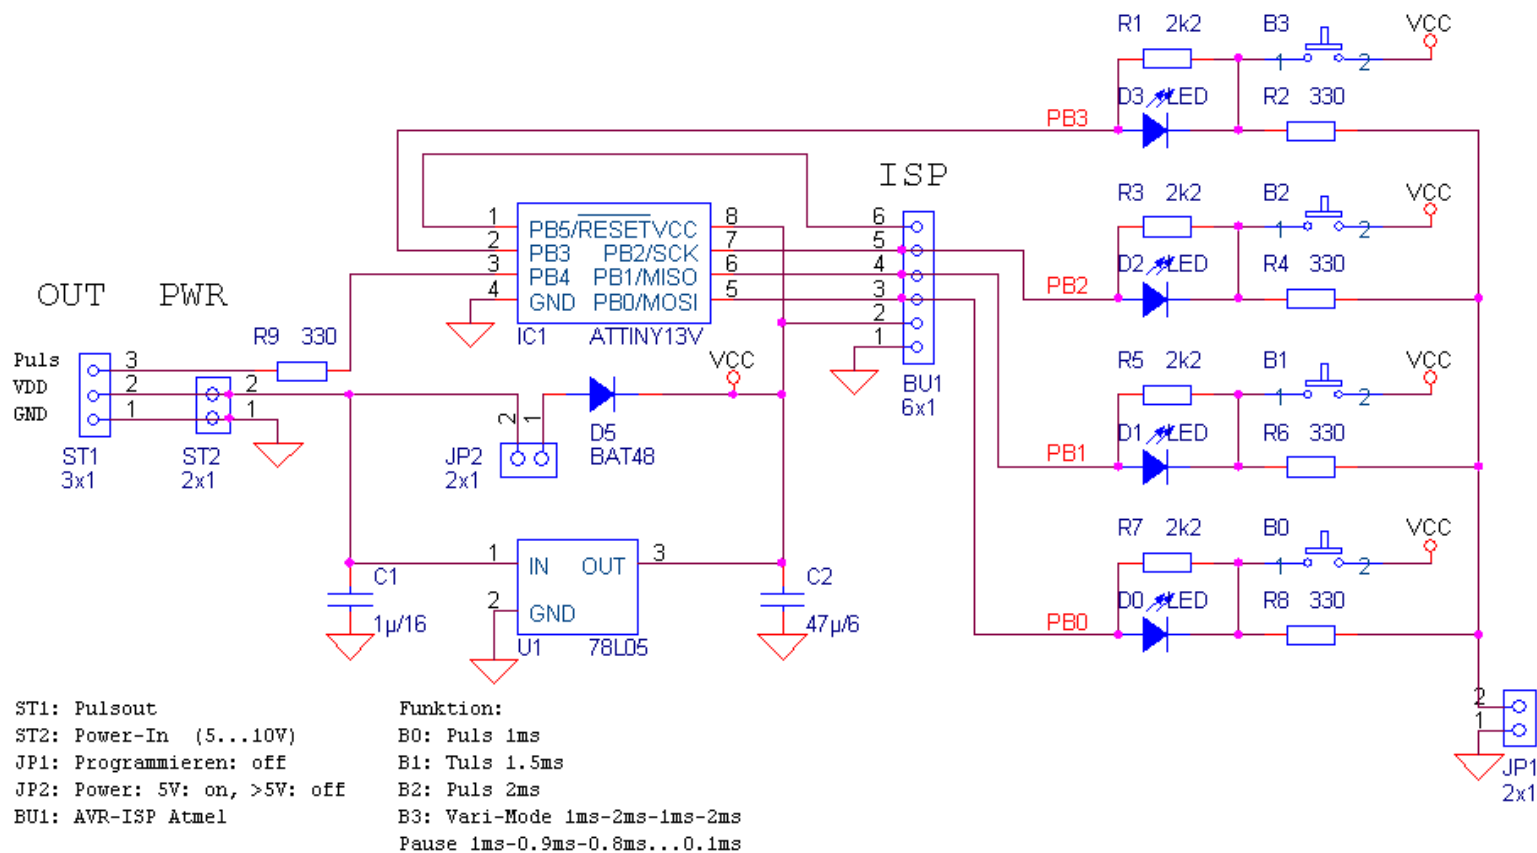 R1 2k2 B3 VCC
1 2
D3 LED R2 330
PB3
ISP
R3 2k2 B2 VCC
1 2
D2 LED R4 330
PB2
1 PB5/RESET VCC 8
2 PB3 PB2/SCK 7
3 PB4 PB1/MISO 6
4 GND PB0/MOSI 5
IC1 ATTINY13V
6
5
4
3
2
1
BU1
6x1
OUT PWR
R9 330
Puls 3
VDD 2 2
GND 1 1
ST1 ST2
3x1 2x1
VCC
2 1
JP2
2x1
D5
BAT48
R5 2k2 B1 VCC
1 2
D1 LED R6 330
PB1
1 IN OUT 3
2 GND
U1 78L05
C1
1µ/16
C2
47µ/6
R7 2k2 B0 VCC
1 2
D0 LED R8 330
PB0
2
1
JP1
2x1
ST1: Pulsout
ST2: Power-In (5...10V)
JP1: Programmieren: off
JP2: Power: 5V: on, >5V: off
BU1: AVR-ISP Atmel
Funktion:
B0: Puls 1ms
B1: Tuls 1.5ms
B2: Puls 2ms
B3: Vari-Mode 1ms-2ms-1ms-2ms
Pause 1ms-0.9ms-0.8ms...0.1ms